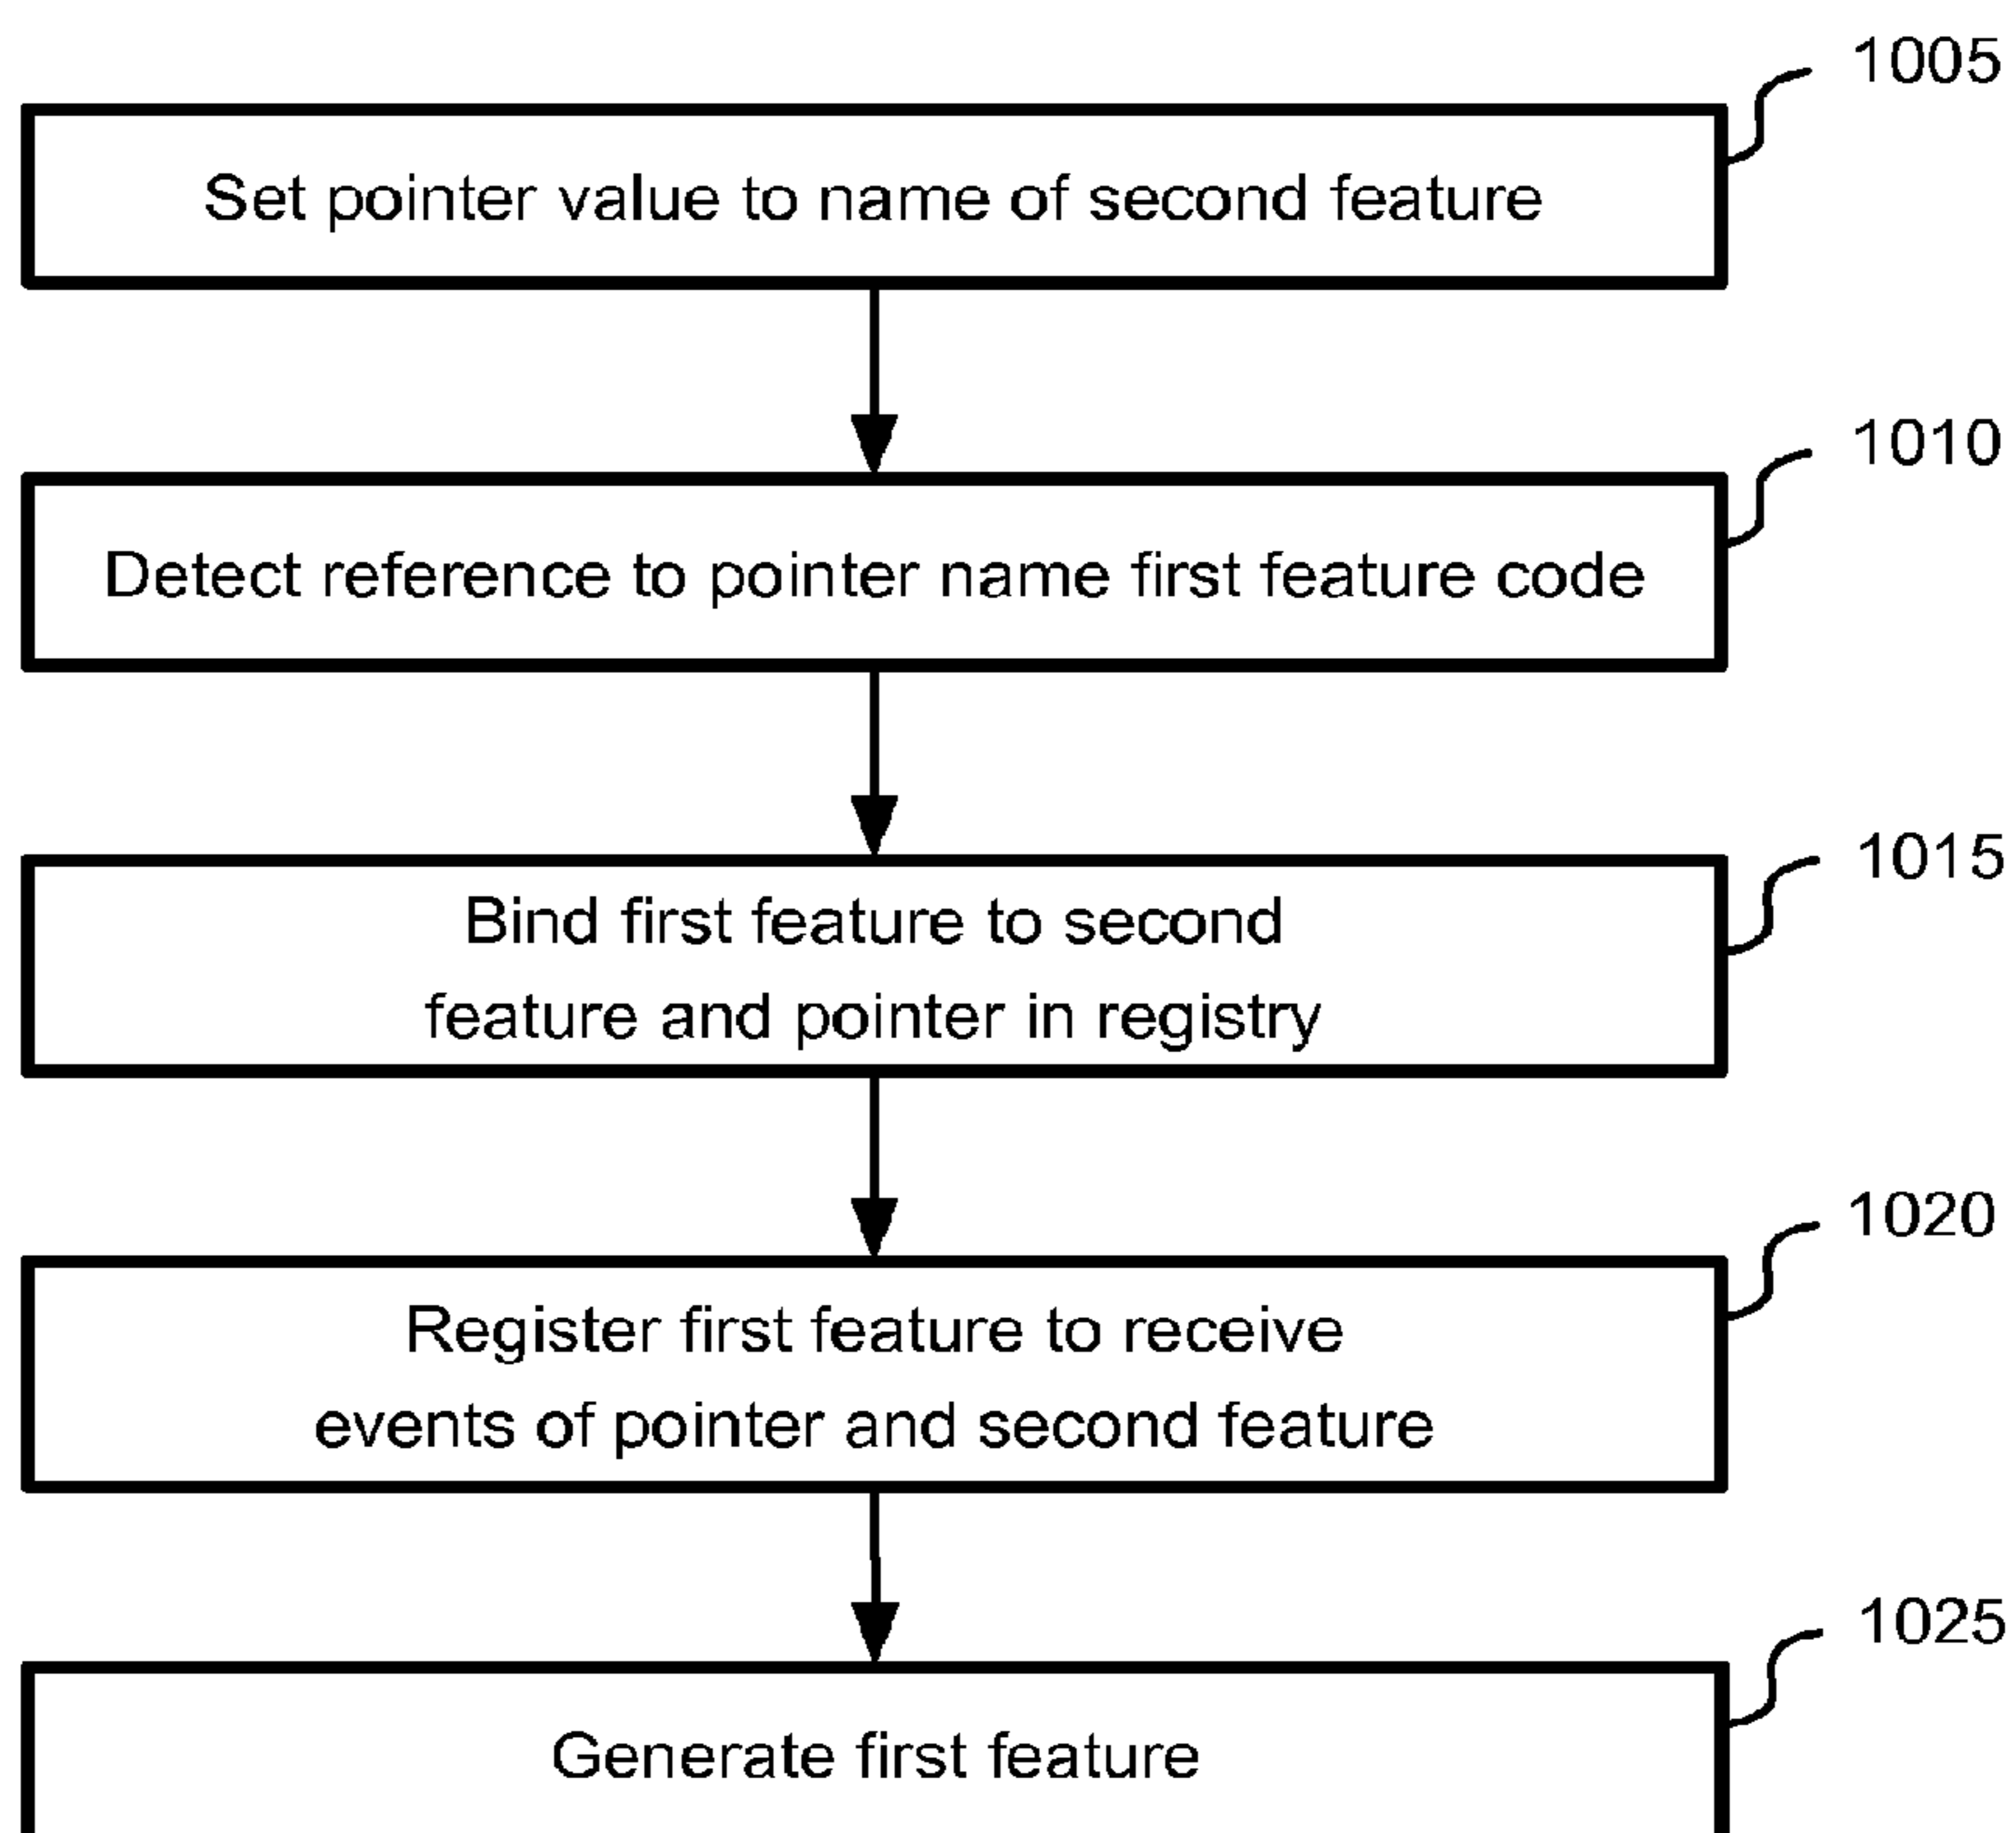 1005
Set pointer value to name of second feature
1010
Detect reference to pointer name first feature code
1015
Bind first feature to second
feature and pointer in registry
1020
Register first feature to receive
events of pointer and second feature
1025
Generate first feature